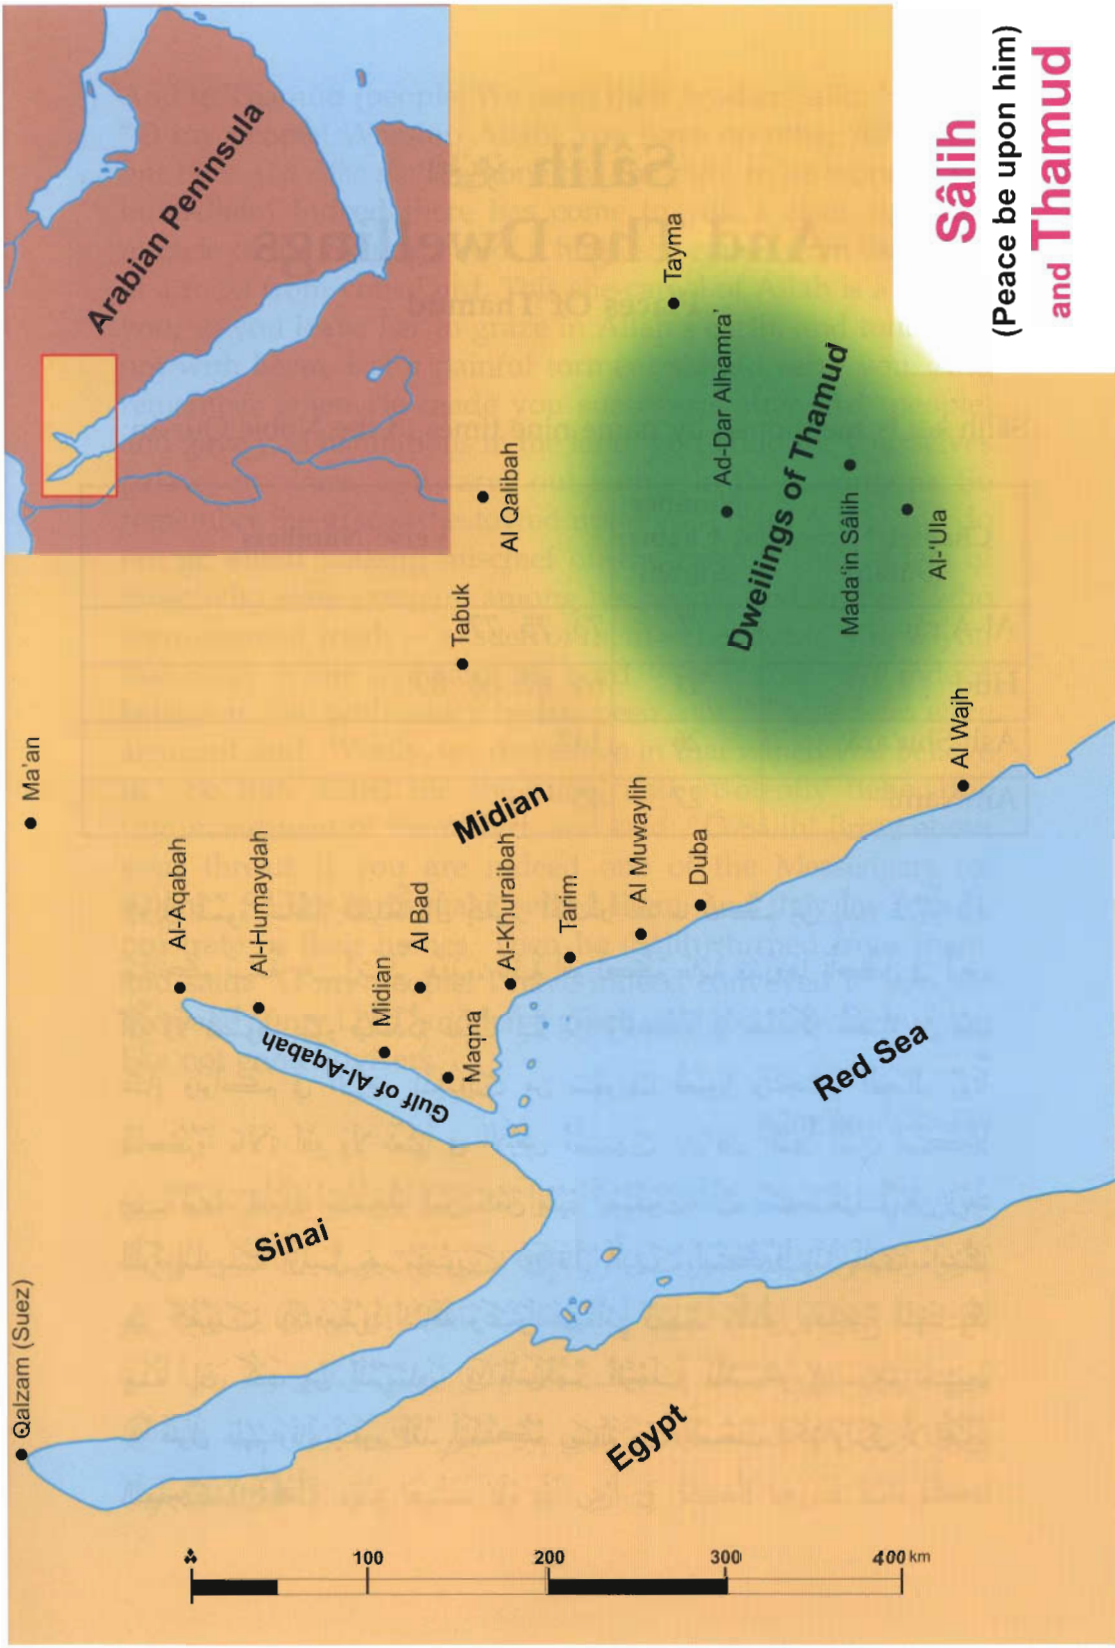 Sâlih
(Peace be upon him)
and Thamud
Arabian Peninsula
Qalzam (Suez)
Ma'an
Al-Aqabah
Al-Humaydah
Gulf of Al-Aqabah
Sinai
Midian
Al Bad
Maqna
Al-Khuraibah
Midian
Tabuk
Al Qalibah
Tarim
Al Muwaylih
Duba
Tayma
Ad-Dar Alhamra'
Dweilings of Thamud
Mada'in Sâlih
Al-'Ula
Al Wajh
Red Sea
Egypt
100
200
300
400 km